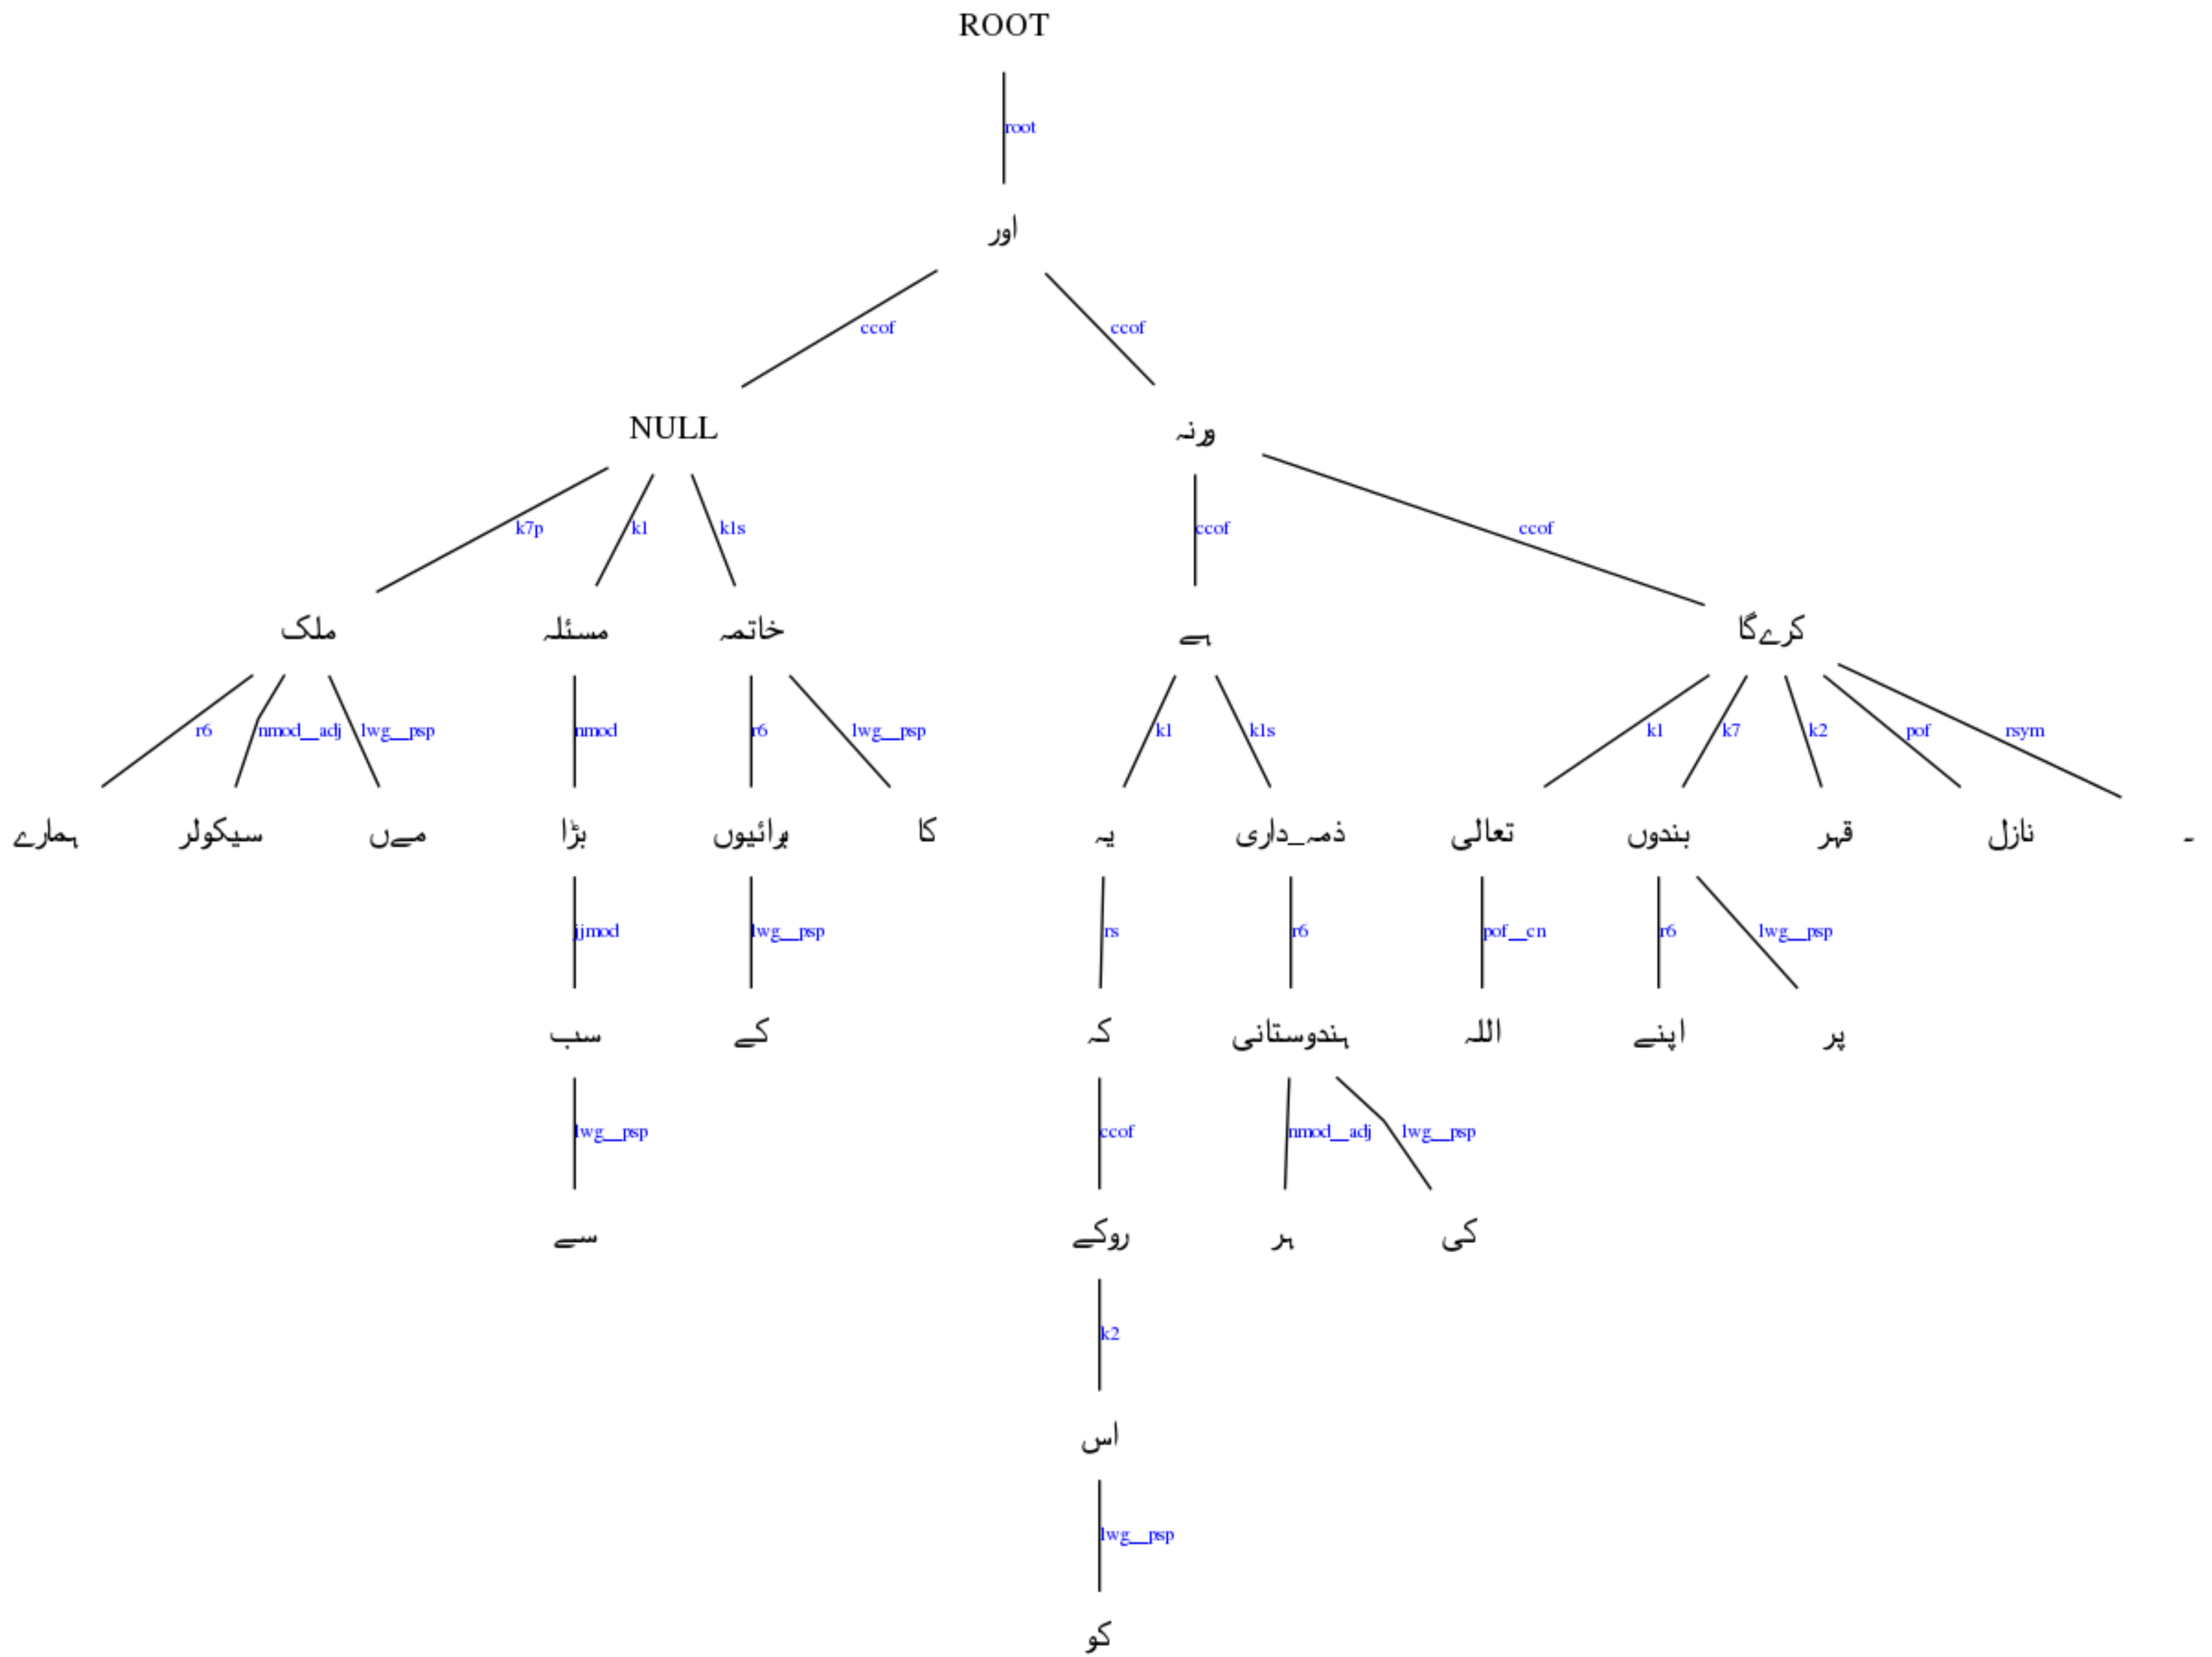 ROOT
root
اور
ccof ccof
NULL ورنہ
k7p k1 k1s ccof ccof
ملک مسئلہ خاتمہ ہے کرےگا
r6 nmod__adj lwg__psp nmod r6 lwg__psp k1 k1s k1 k7 k2 pof rsym
ہمارے سیکولر مےں بڑا برائیوں کا یہ ذمہ_داری تعالی بندوں قہر نازل ۔
jjmod lwg__psp rs r6 pof__cn r6 lwg__psp
سب کے کہ ہندوستانی اللہ اپنے پر
lwg__psp ccof nmod__adj lwg__psp
سے روکے ہر کی
k2
اس
lwg__psp
کو